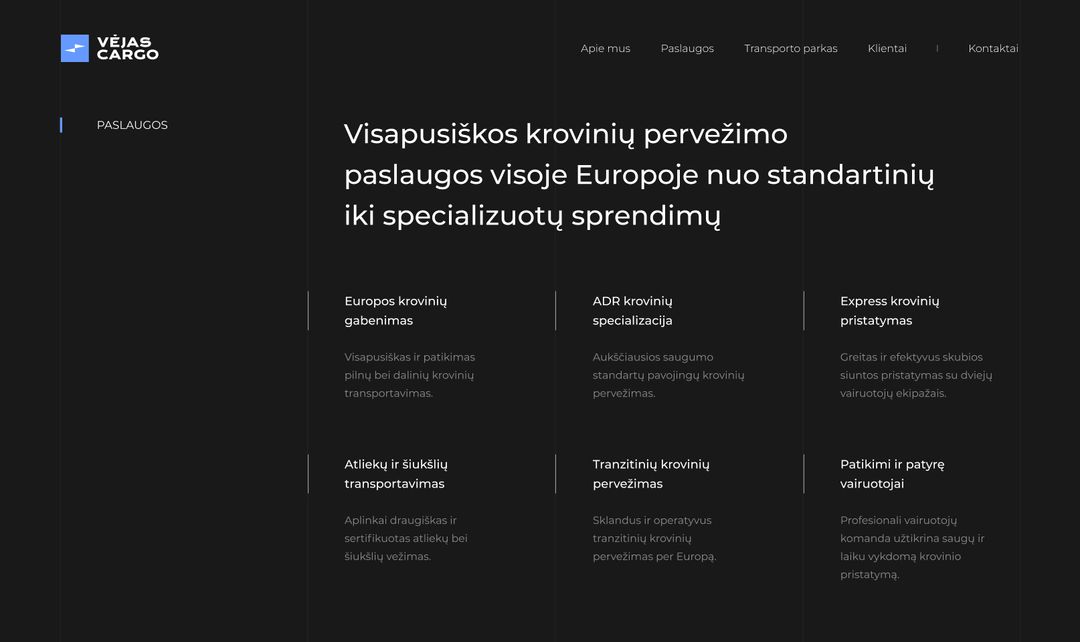 VĖJAS
CARGO
Apie mus
Paslaugos
Transporto parkas
Klientai
Kontaktai
PASLAUGOS
Visapusiškos krovinių pervežimo
paslaugos visoje Europoje nuo standartinių
iki specializuotų sprendimų
Europos krovinių
gabenimas
Visapusiškas ir patikimas
pilnų bei dalinių krovinių
transportavimas.
ADR krovinių
specializacija
Aukščiausios saugumo
standartų pavojingų krovinių
pervežimas.
Express krovinių
pristatymas
Greitas ir efektyvus skubios
siuntos pristatymas su dviejų
vairuotojų ekipažais.
Atliekų ir šiukšlių
transportavimas
Aplinkai draugiškas ir
sertifikuotas atliekų bei
šiukšlių vežimas.
Tranzitinių krovinių
pervežimas
Sklandus ir operatyvus
tranzitinių krovinių
pervežimas per Europą.
Patikimi ir patyrę
vairuotojai
Profesionali vairuotojų
komanda užtikrina saugų ir
laiku vykdomą krovinio
pristatymą.